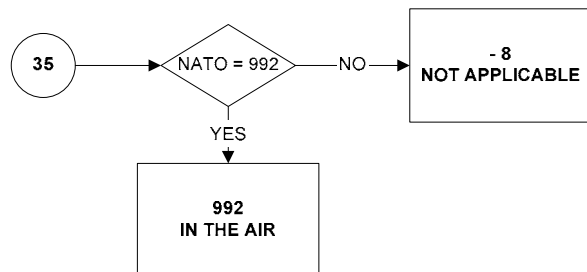 35
NATO = 992
NO
- 8
NOT APPLICABLE
YES
992
IN THE AIR